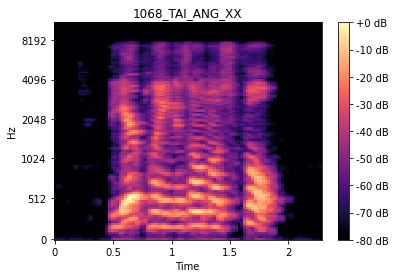 1068_TAI_ANG_XX
+0 dB
8192
-10 dB
4096
-20 dB
-30 dB
2048
Hz
-40 dB
1024
-50 dB
512
-60 dB
-70 dB
0
-80 dB
0 0.5 1 1.5 2
Time